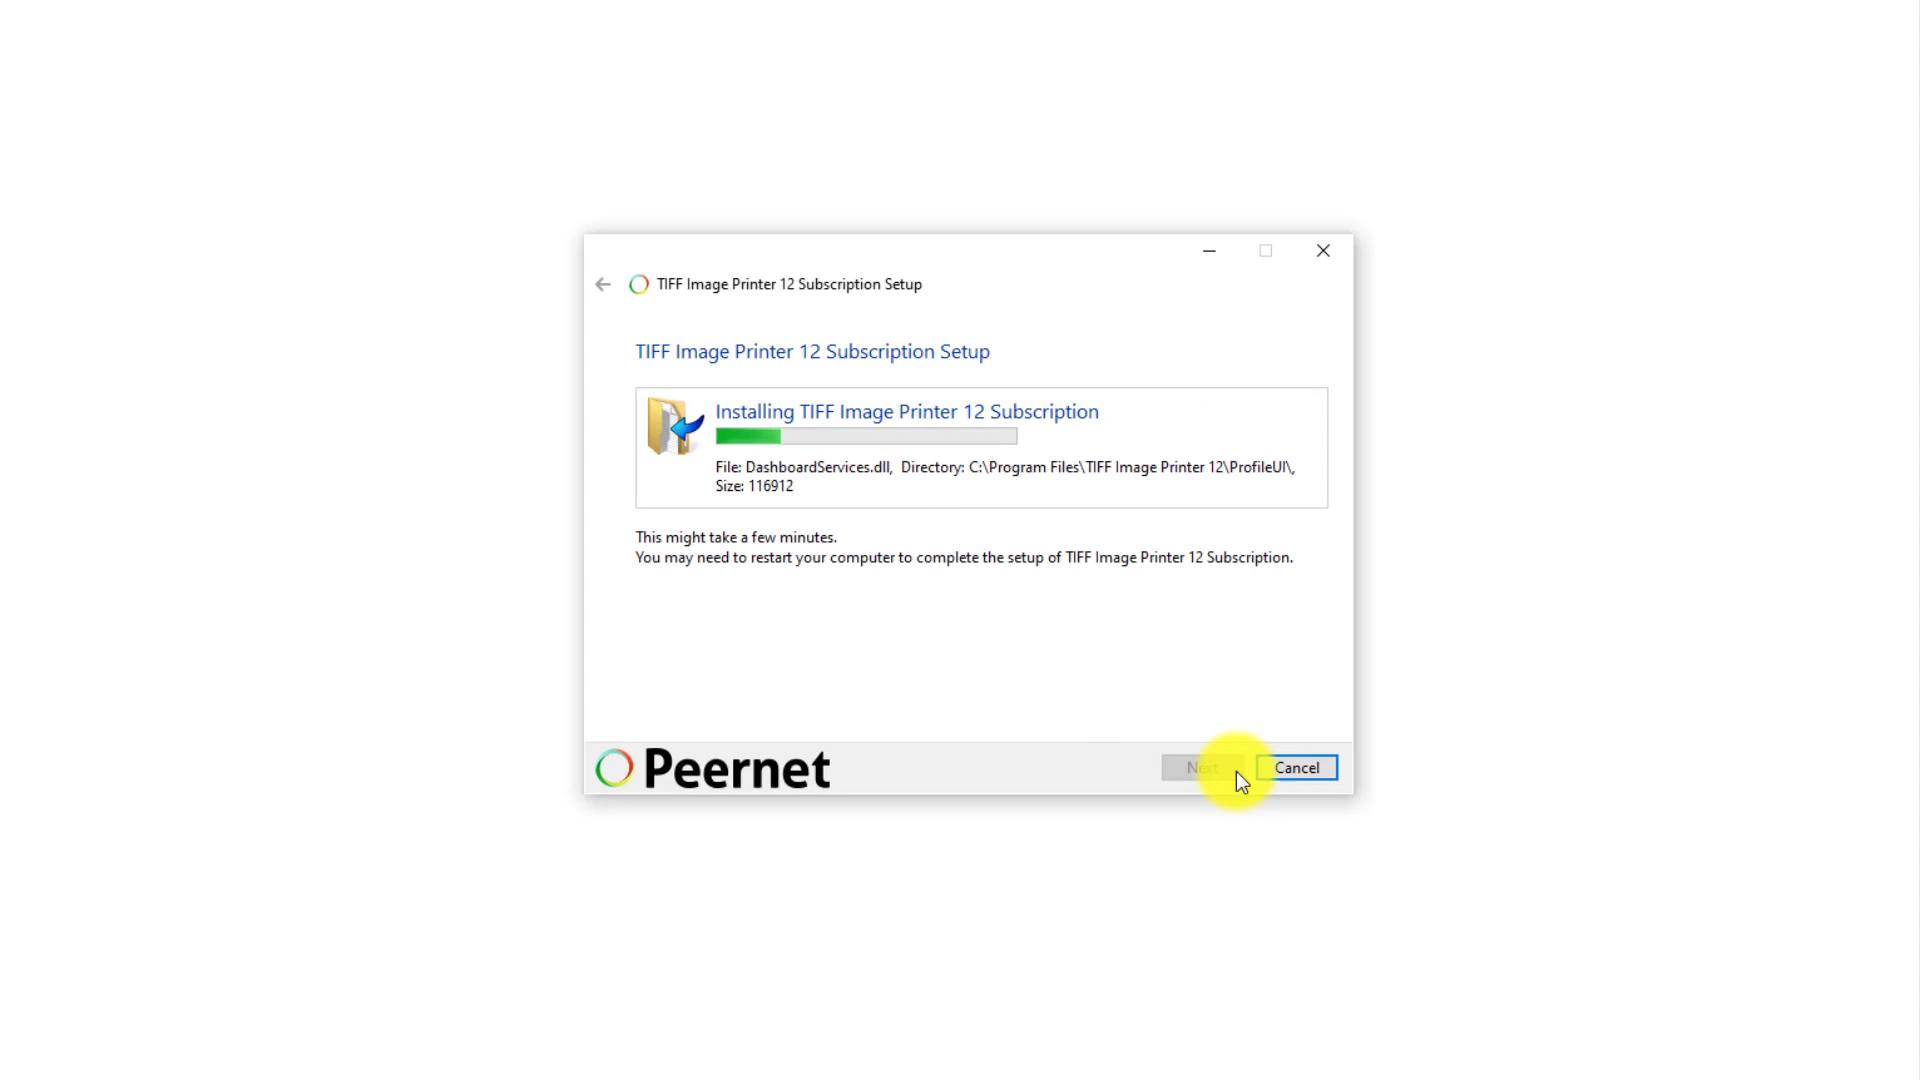 TIFF Image Printer 12 Subscription Setup
TIFF Image Printer 12 Subscription Setup
Installing TIFF Image Printer 12 Subscription
File: DashboardServices.dll,  Directory: C:\Program Files\TIFF Image Printer 12\ProfileUI\,
Size: 116912
This might take a few minutes.
You may need to restart your computer to complete the setup of TIFF Image Printer 12 Subscription.
Peernet
Next
Cancel